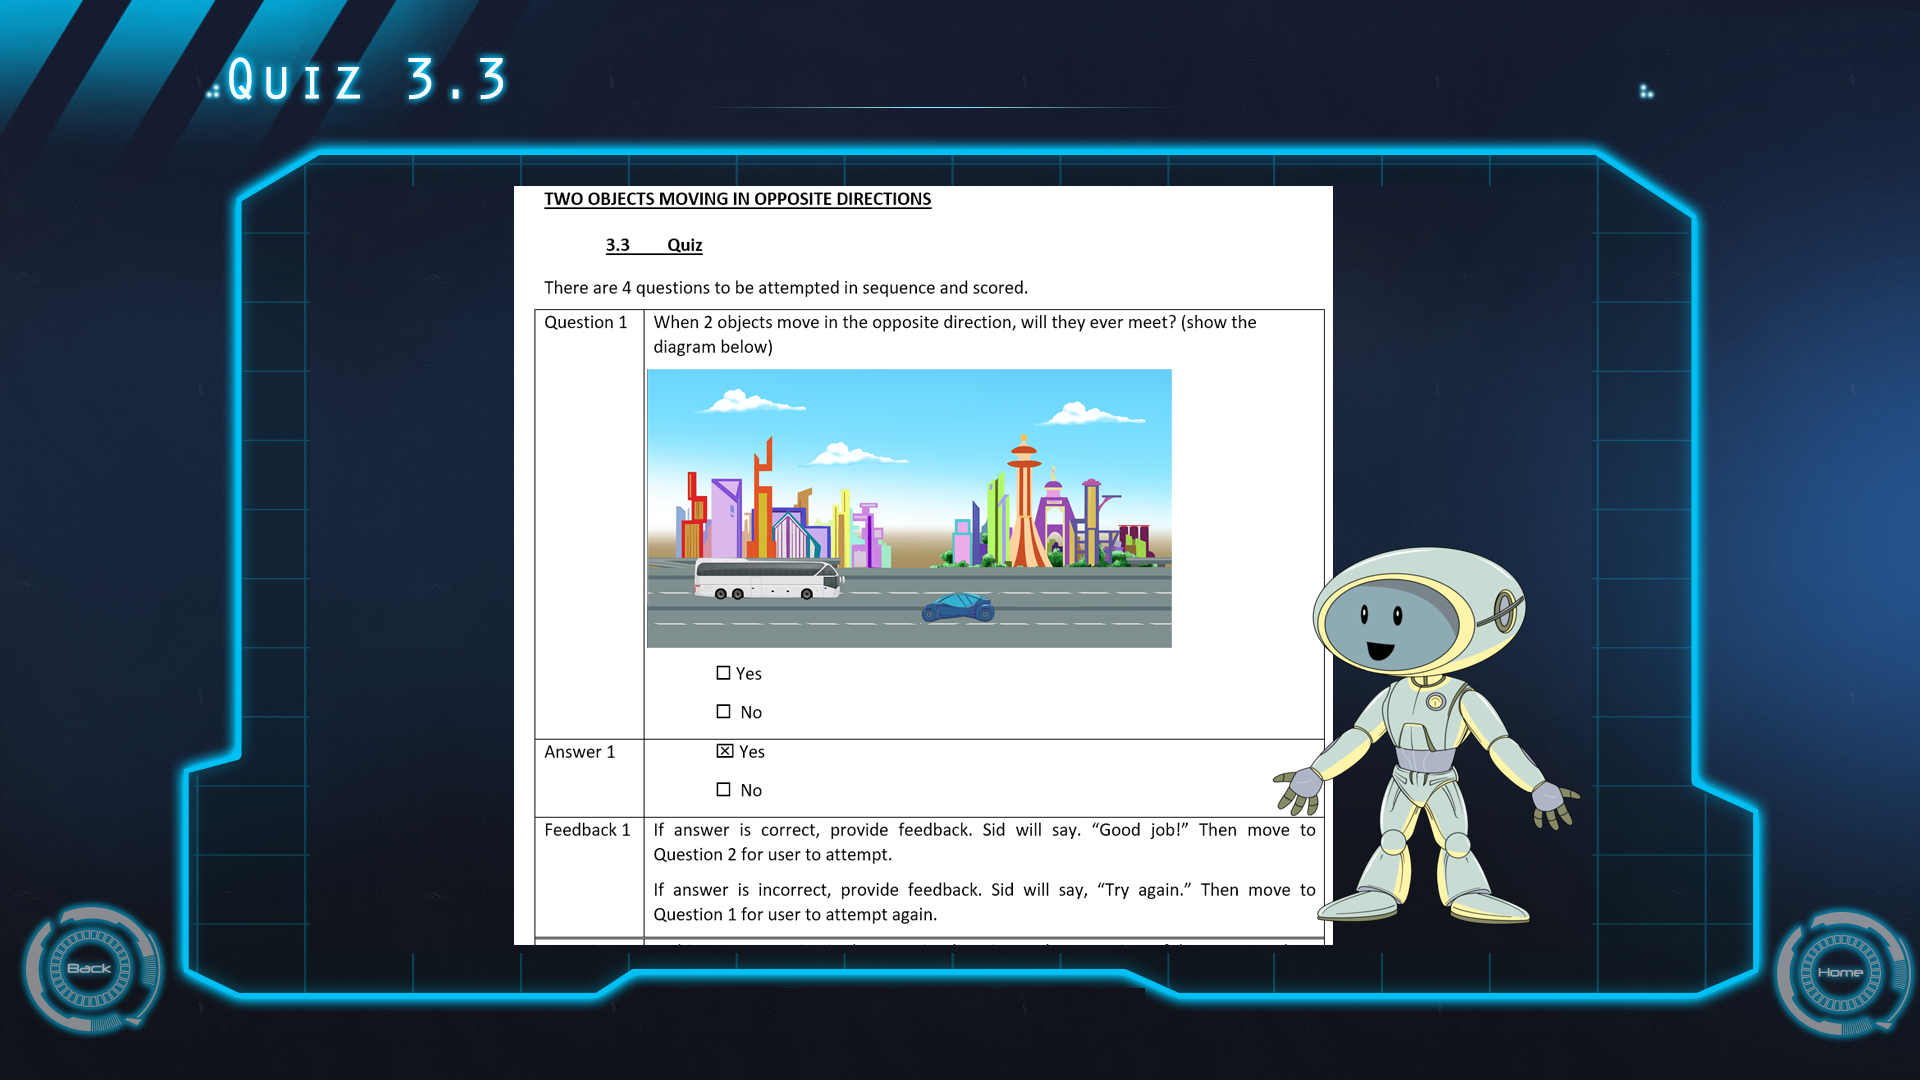 Quiz 3.3
TWO OBJECTS MOVING IN OPPOSITE DIRECTIONS
3.3 Quiz
There are 4 questions to be attempted in sequence and scored.
Question 1
When 2 objects move in the opposite direction, will they ever meet? (show the
diagram below)
☐ Yes
☐ No
Answer 1
☒ Yes
☐ No
Feedback 1
If answer is correct, provide feedback. Sid will say. “Good job!” Then move to
Question 2 for user to attempt.
If answer is incorrect, provide feedback. Sid will say, “Try again.” Then move to
Question 1 for user to attempt again.
Back
Home